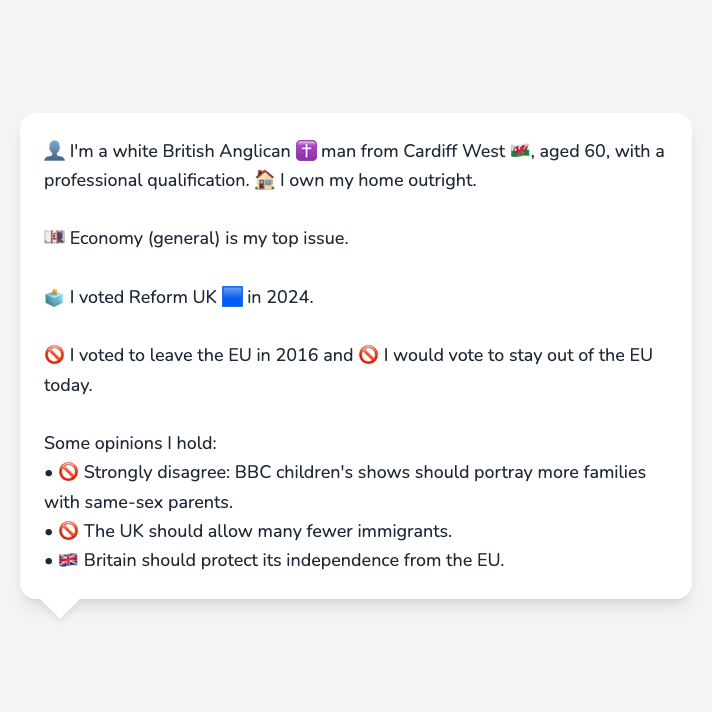 👤 I'm a white British Anglican ✝️ man from Cardiff West 🏴󠁧󠁢󠁷󠁬󠁳󠁿, aged 60, with a
professional qualification. 🏠 I own my home outright.
💷 Economy (general) is my top issue.
🗳️ I voted Reform UK 🟦 in 2024.
🚫 I voted to leave the EU in 2016 and 🚫 I would vote to stay out of the EU
today.
Some opinions I hold:
• 🚫 Strongly disagree: BBC children's shows should portray more families
with same-sex parents.
• 🚫 The UK should allow many fewer immigrants.
• 🇬🇧 Britain should protect its independence from the EU.